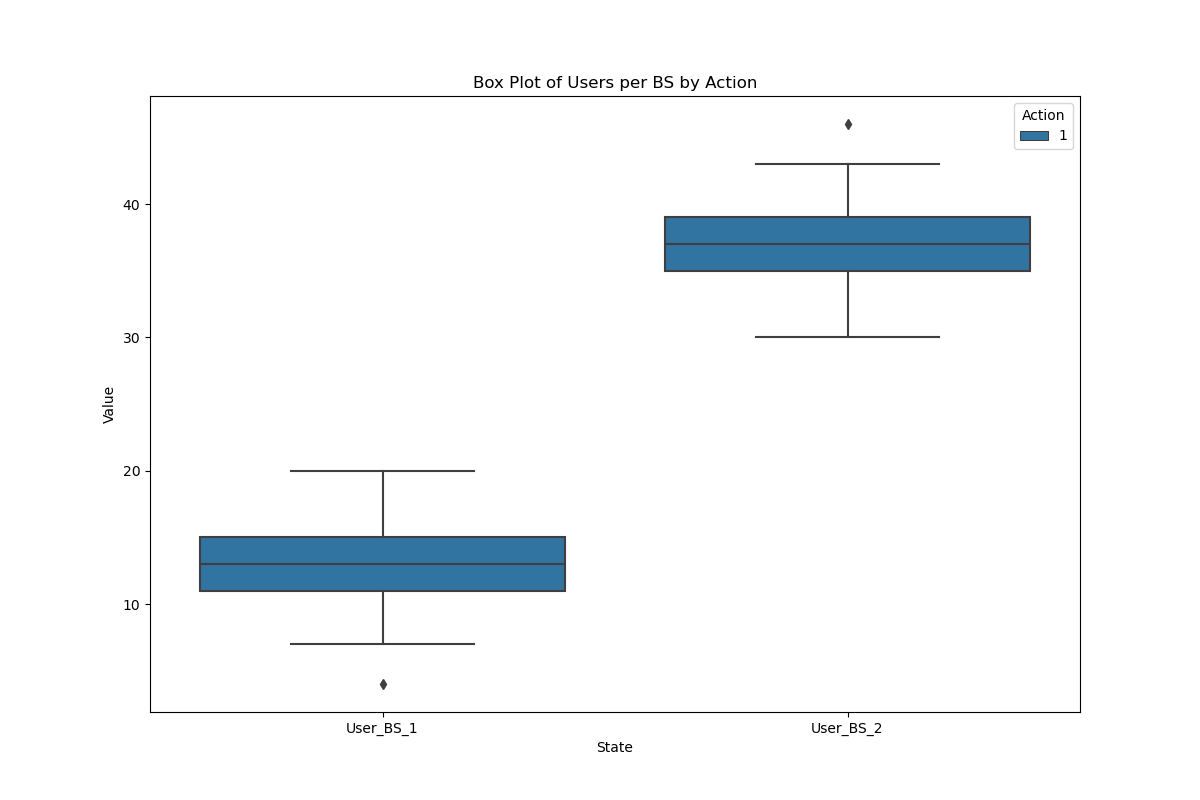 Box Plot of Users per BS by Action
Action
1
40
30
20
10
Value
User_BS_1
User_BS_2
State